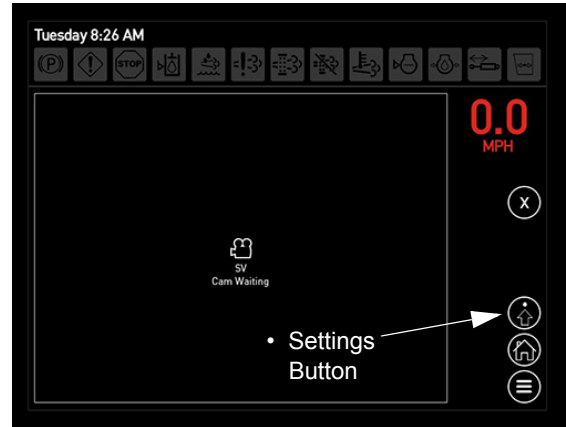 Tuesday 8:26 AM
(P)
STOP
0.0
MPH
X
SV
Cam Waiting
• Settings
Button